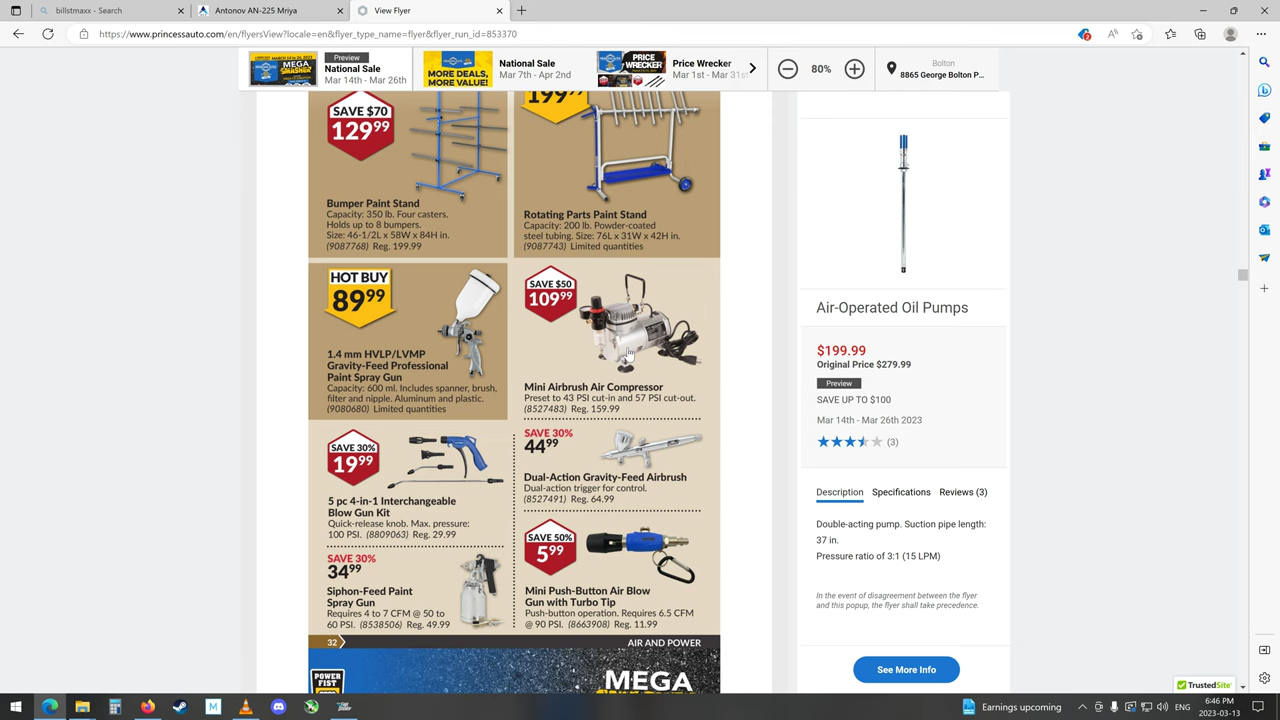 billstmaxx - Search
Antonov AN-225 Mriya
View Flyer
https://www.princessauto.com/en/flyersView?locale=en&flyer_type_name=flyer&flyer_run_id=853370
Preview
National Sale
Mar 14th - Mar 26th
MORE DEALS,
MORE VALUE!
National Sale
Mar 7th - Apr 2nd
PRICE
WRECKER
Price Wrecker
Mar 1st - Mar 31st
80%
Bolton
8865 George Bolton P...
SAVE $70
129 99
Bumper Paint Stand
Capacity: 350 lb. Four casters.
Holds up to 8 bumpers.
Size: 46-1/2L x 58W x 84H in.
(9087768) Reg. 199.99
199 99
Rotating Parts Paint Stand
Capacity: 200 lb. Powder-coated
steel tubing. Size: 76L x 31W x 42H in.
(9087743) Limited quantities
HOT BUY
89 99
1.4 mm HVLP/LVMP
Gravity-Feed Professional
Paint Spray Gun
Capacity: 600 ml. Includes spanner, brush,
filter and nipple. Aluminum and plastic.
(9080680) Limited quantities
SAVE $50
109 99
Mini Airbrush Air Compressor
Preset to 43 PSI cut-in and 57 PSI cut-out.
(8527483) Reg. 159.99
SAVE 30%
19 99
5 pc 4-in-1 Interchangeable
Blow Gun Kit
Quick-release knob. Max. pressure:
100 PSI. (8809063) Reg. 29.99
SAVE 30%
44 99
Dual-Action Gravity-Feed Airbrush
Dual-action trigger for control.
(8527491) Reg. 64.99
SAVE 30%
34 99
Siphon-Feed Paint
Spray Gun
Requires 4 to 7 CFM @ 50 to
60 PSI. (8538506) Reg. 49.99
SAVE 50%
5 99
Mini Push-Button Air Blow
Gun with Turbo Tip
Push-button operation. Requires 6.5 CFM
@ 90 PSI. (8663908) Reg. 11.99
32
AIR AND POWER
POWER
FIST
MEGA
Air-Operated Oil Pumps
$199.99
Original Price $279.99
Preview
SAVE UP TO $100
Mar 14th - Mar 26th 2023
(3)
Description Specifications Reviews (3)
Double-acting pump. Suction pipe length:
37 in.
Pressure ratio of 3:1 (15 LPM)
In the event of disagreement between the flyer
and this popup, the flyer shall take precedence.
See More Info
TrustedSite
Earnings upcoming
6:46 PM
2023-03-13